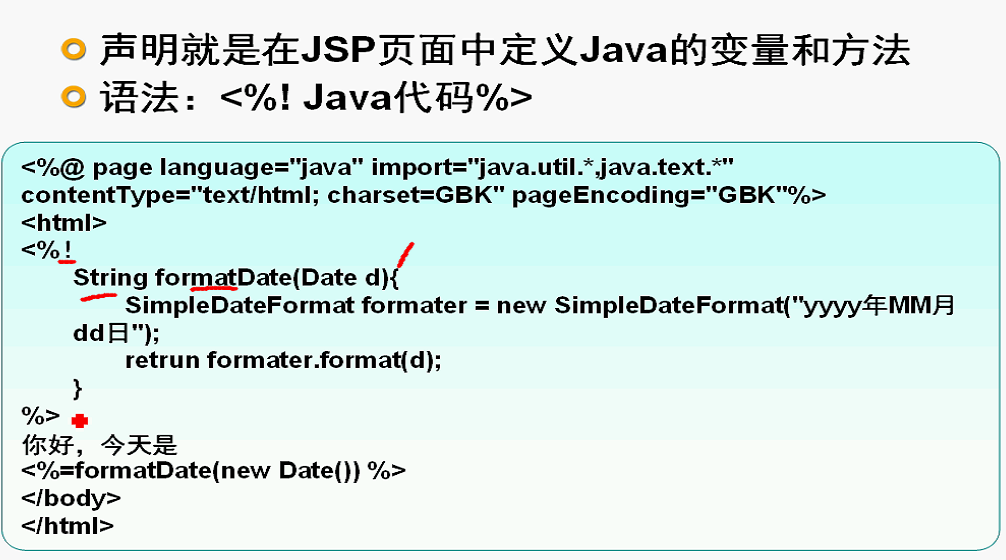 声明就是在JSP页面中定义Java的变量和方法
语法：<%! Java代码%>
<%@ page language="java" import="java.util.*,java.text.*"
contentType="text/html; charset=GBK" pageEncoding="GBK"%>
<html>
<%!
String formatDate(Date d){
SimpleDateFormat formater = new SimpleDateFormat("yyyy年MM月
dd日");
retrun formater.format(d);
}
%>
你好，今天是
<%=formatDate(new Date()) %>
</body>
</html>